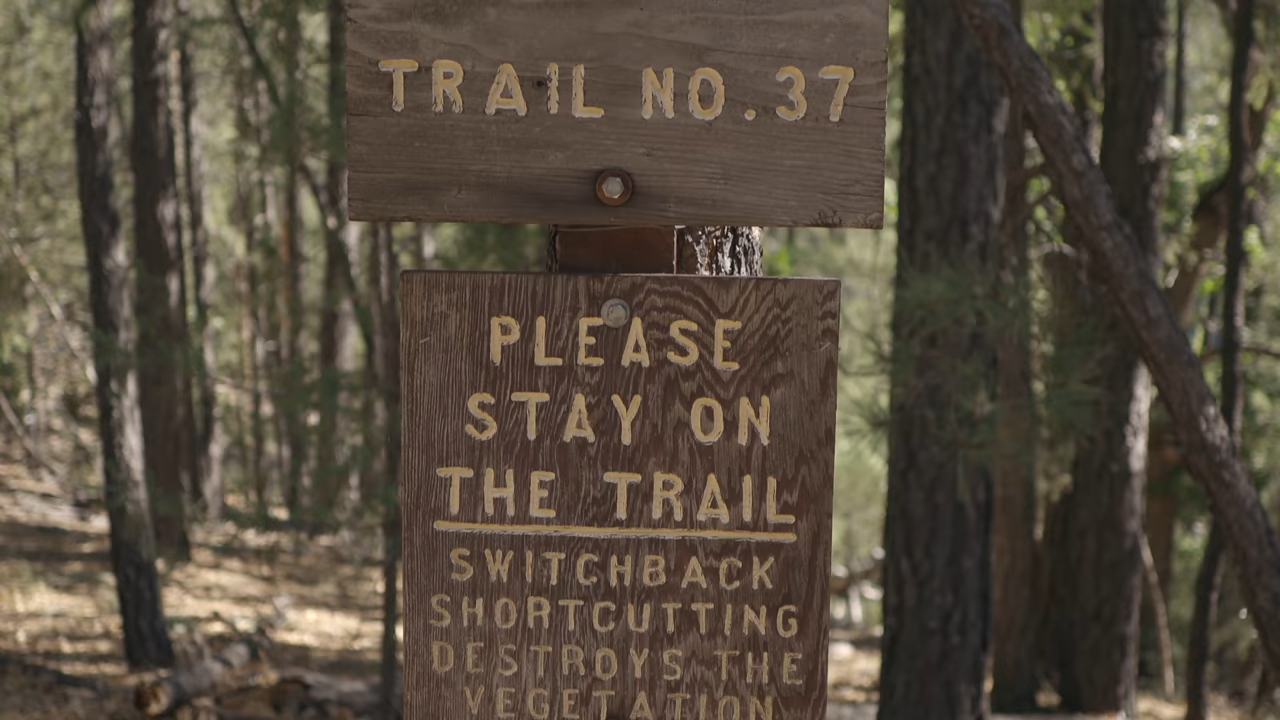 TRAIL NO. 37
PLEASE
STAY ON
THE TRAIL
SWITCHBACK
SHORTCUTTING
DESTROYS THE
VEGETATION